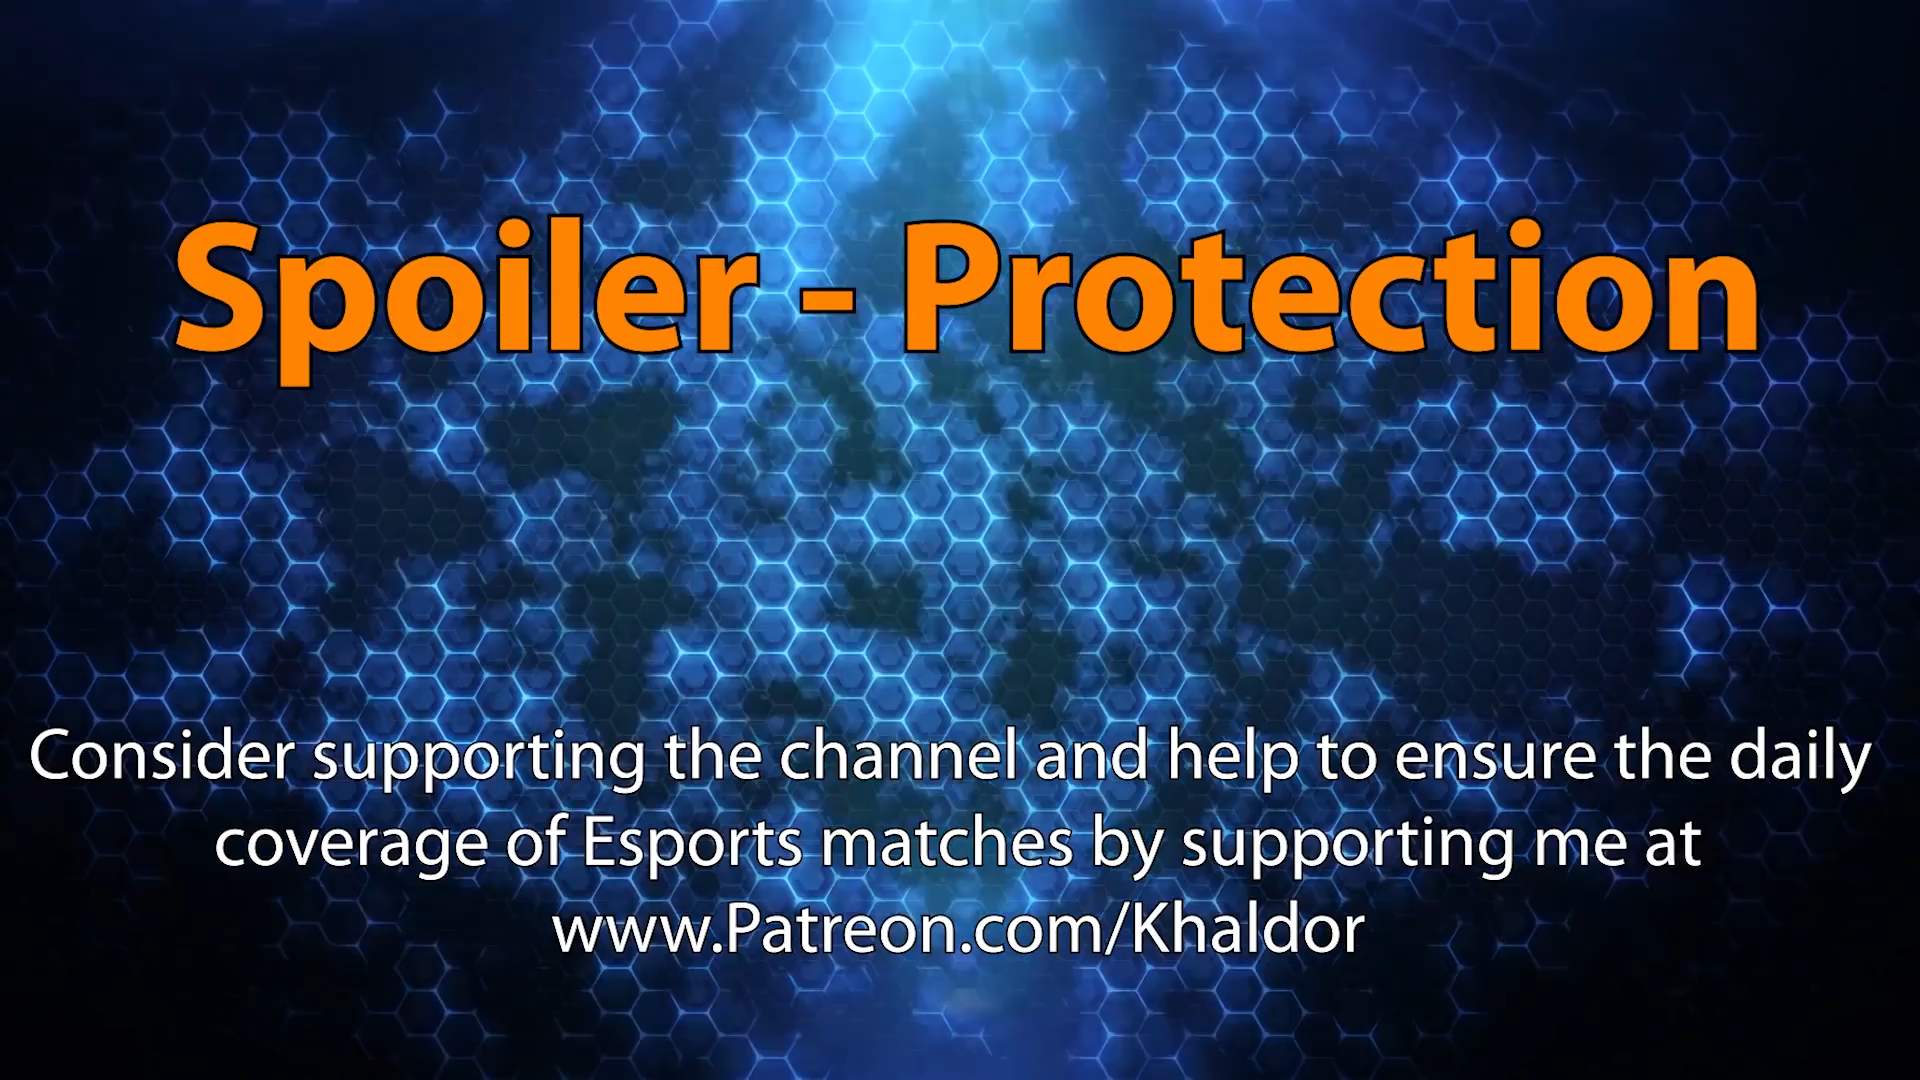 Spoiler - Protection
Consider supporting the channel and help to ensure the daily
coverage of Esports matches by supporting me at
www.Patreon.com/Khaldor